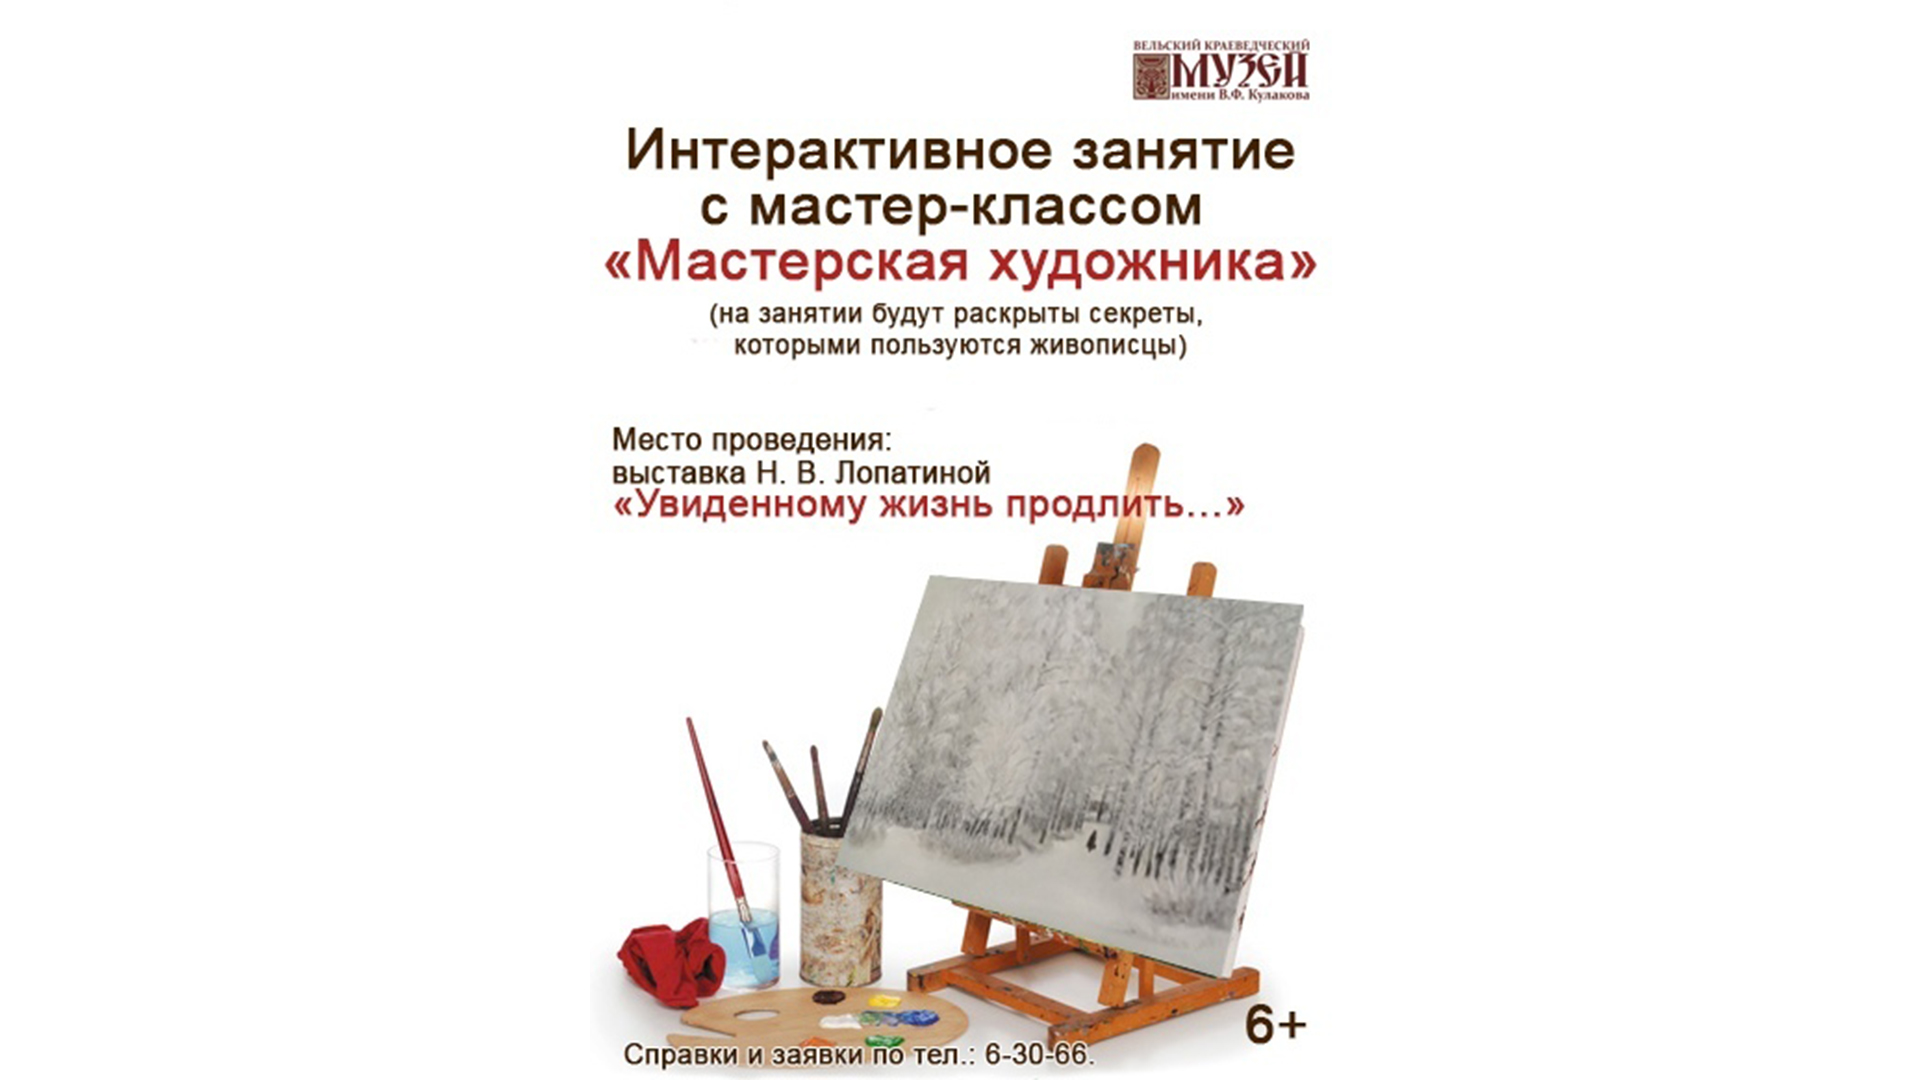 ВЕЛЬСКИЙ КРАЕВЕДЧЕСКИЙ
МУЗЕЙ
имени В.Ф. Кулакова
Интерактивное занятие
с мастер-классом
«Мастерская художника»
(на занятии будут раскрыты секреты,
которыми пользуются живописцы)
Место проведения:
выставка Н. В. Лопатиной
«Увиденному жизнь продлить...»
6+
Справки и заявки по тел.: 6-30-66.